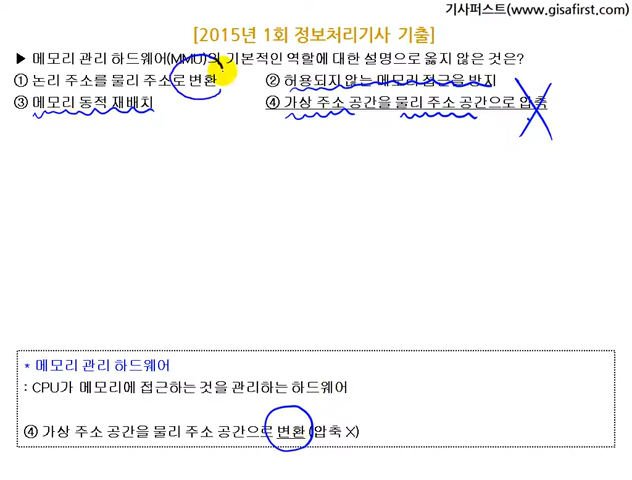 기사퍼스트(www.gisafirst.com)
[2015년 1회 정보처리기사 기출]
▶ 메모리 관리 하드웨어(MMU)의 기본적인 역할에 대한 설명으로 옳지 않은 것은?
① 논리 주소를 물리 주소로 변환 ② 허용되지 않는 메모리 접근을 방지
③ 메모리 동적 재배치 ④ 가상 주소 공간을 물리 주소 공간으로 압축
* 메모리 관리 하드웨어
: CPU가 메모리에 접근하는 것을 관리하는 하드웨어
④ 가상 주소 공간을 물리 주소 공간으로 변환 (압축 X)